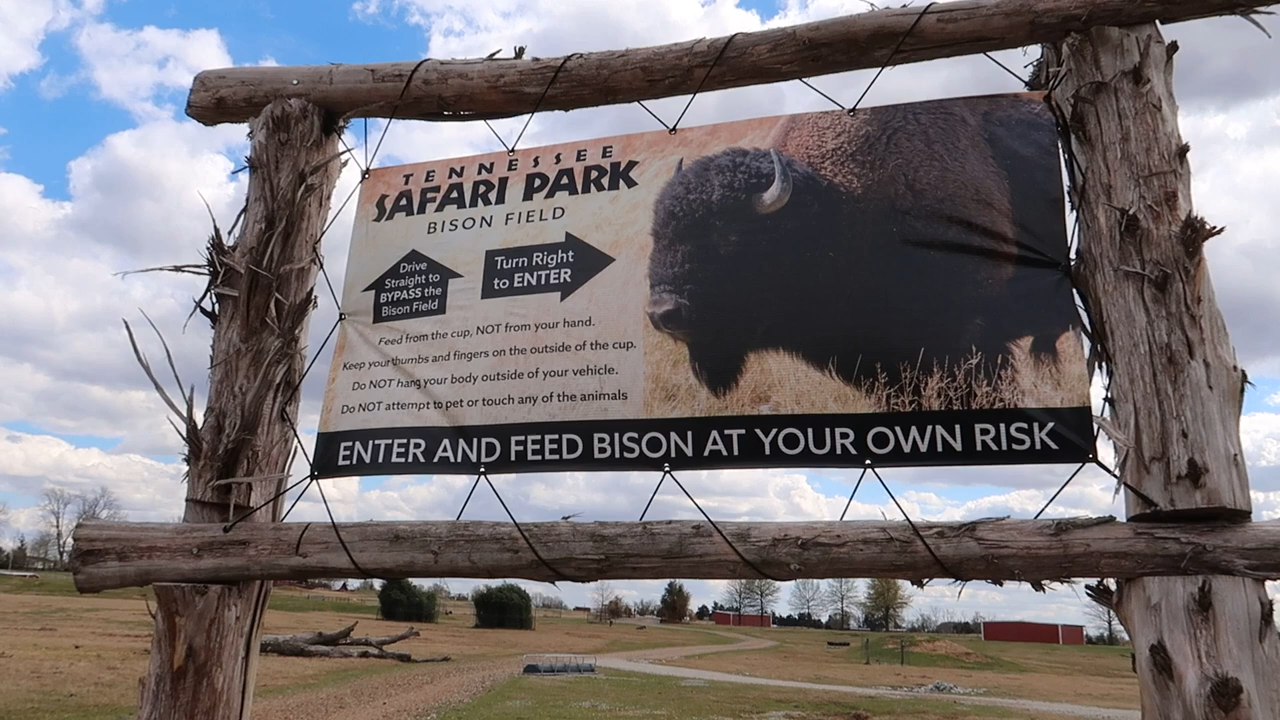 TENNESSEE
SAFARI PARK
BISON FIELD
Drive
Straight to
BYPASS the
Bison Field
Turn Right
to ENTER
Feed from the cup, NOT from your hand.
Keep your thumbs and fingers on the outside of the cup.
Do NOT hang your body outside of your vehicle.
Do NOT attempt to pet or touch any of the animals
ENTER AND FEED BISON AT YOUR OWN RISK